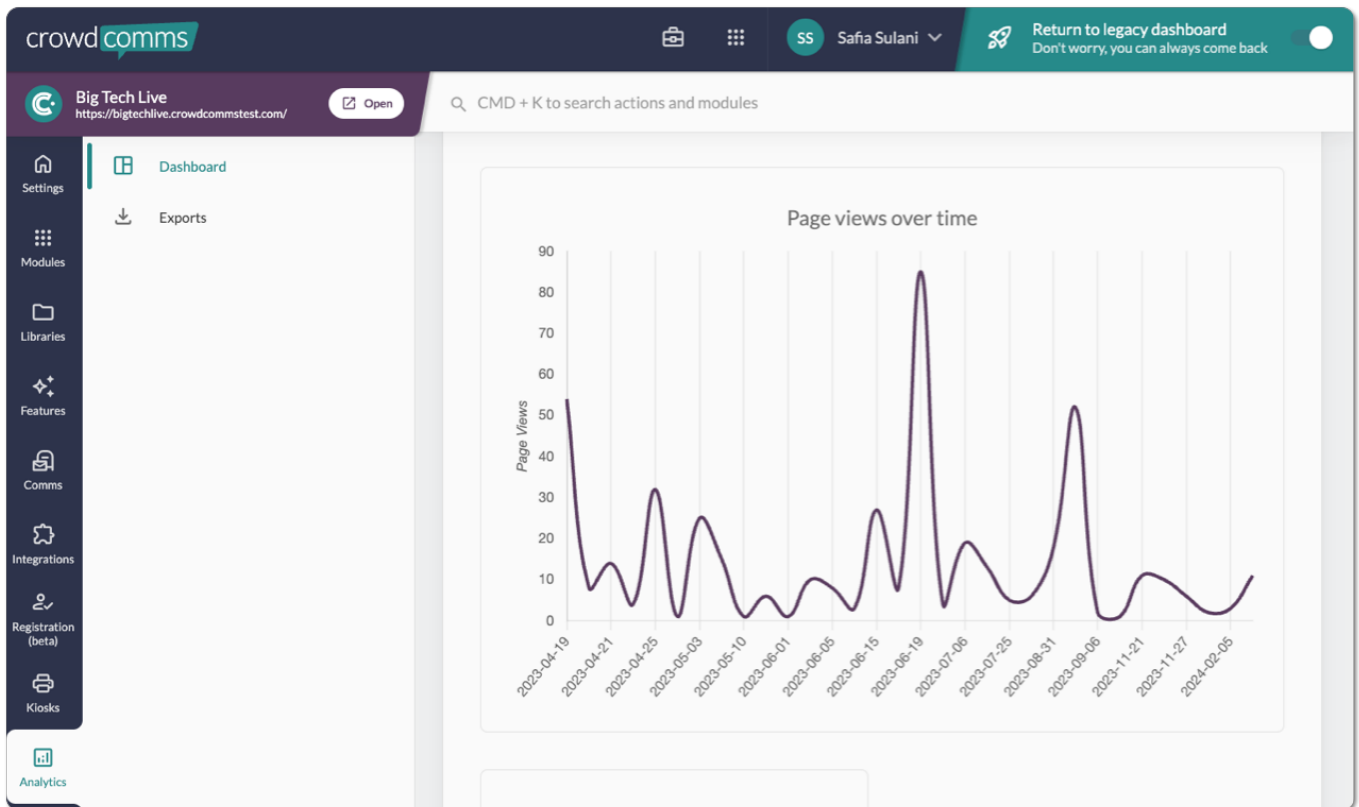 crowdcomms
SS
Safia Sulani
Return to legacy dashboard
Don't worry, you can always come back
Big Tech Live
https://bigtechlive.crowdcommstest.com/
Open
CMD + K to search actions and modules
Settings
Modules
Libraries
Features
Comms
Integrations
Registration
(beta)
Kiosks
Analytics
Dashboard
Exports
Page views over time
Page Views
90
80
70
60
50
40
30
20
10
0
2023-04-19
2023-04-21
2023-04-25
2023-05-03
2023-05-10
2023-06-01
2023-06-05
2023-06-15
2023-06-19
2023-07-06
2023-07-25
2023-08-31
2023-09-06
2023-11-21
2023-11-27
2024-02-05